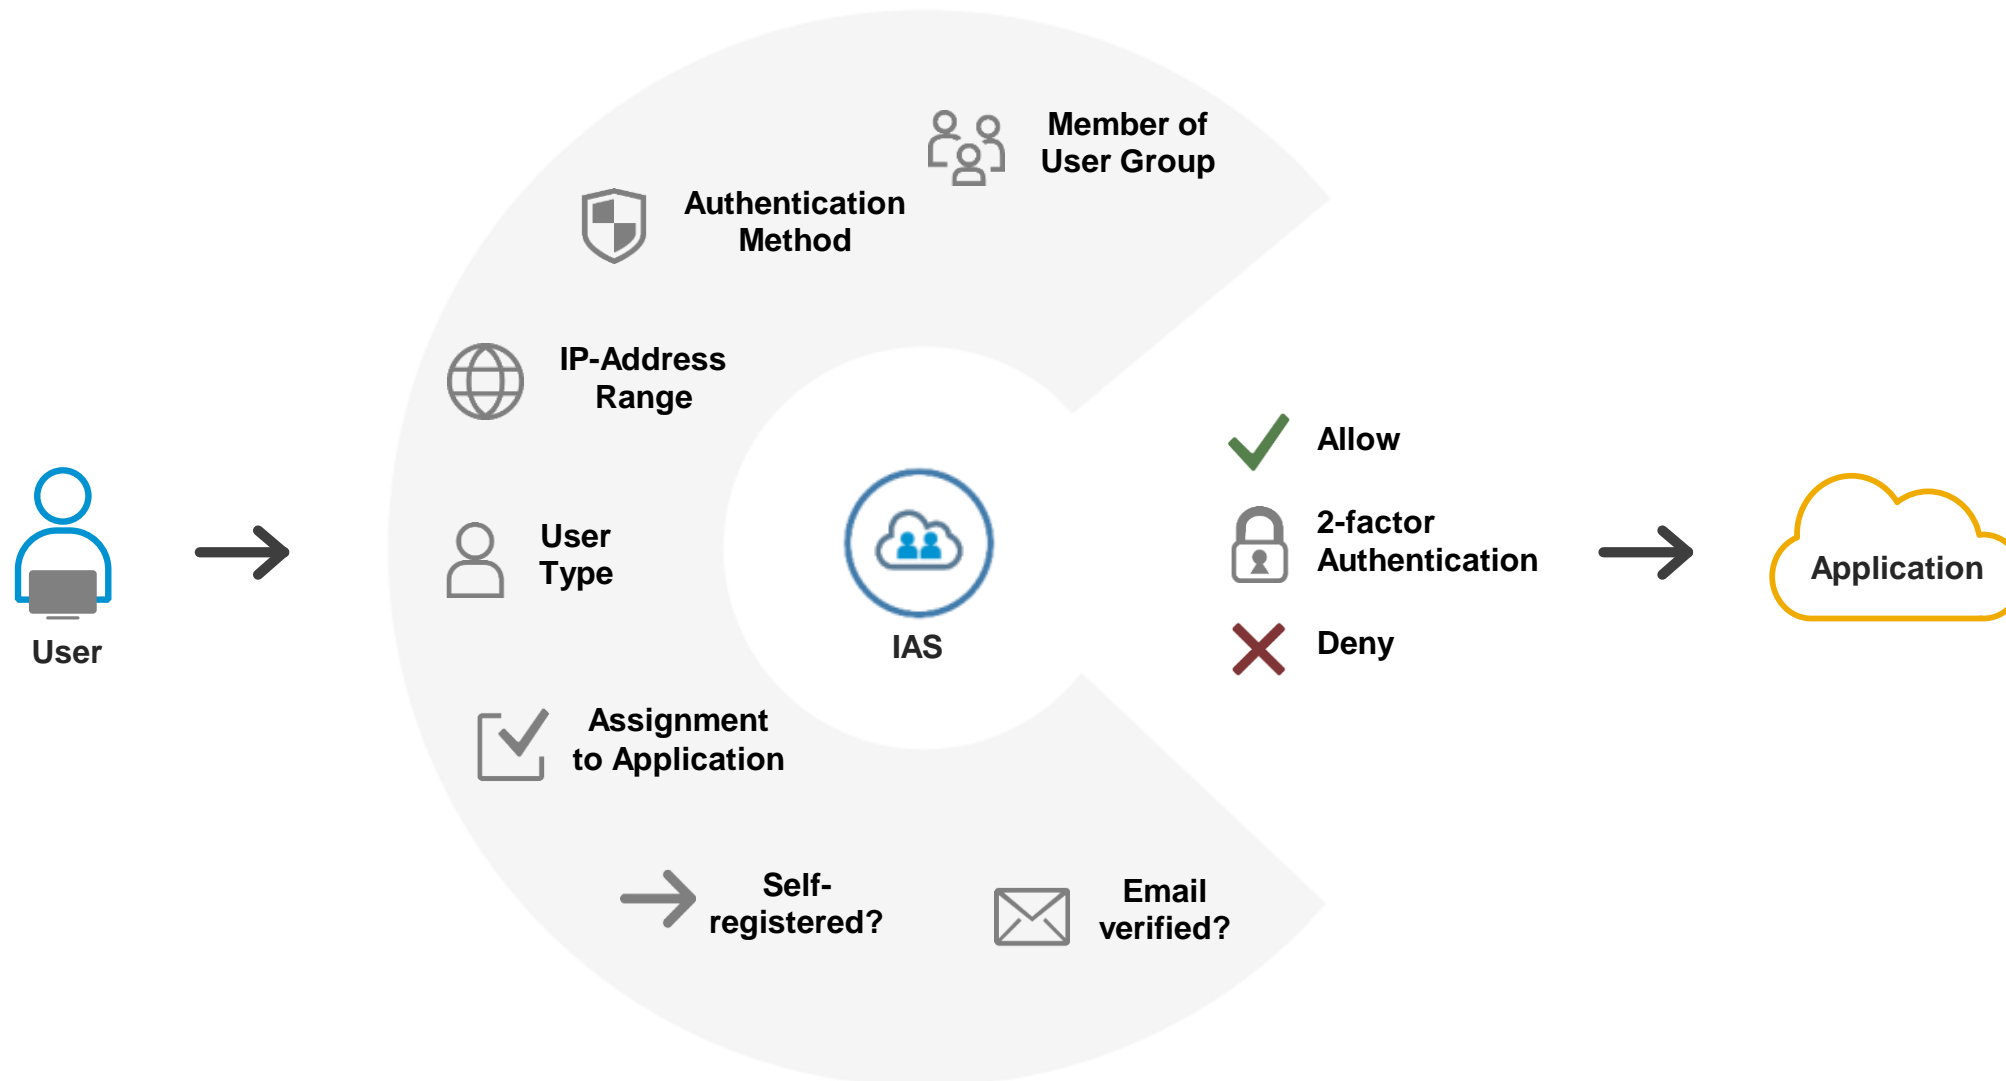 Member of
User Group
Authentication
Method
IP-Address
Range
User
Type
Assignment
to Application
Self-
registered?
Email
verified?
User
IAS
Allow
2-factor
Authentication
Deny
Application